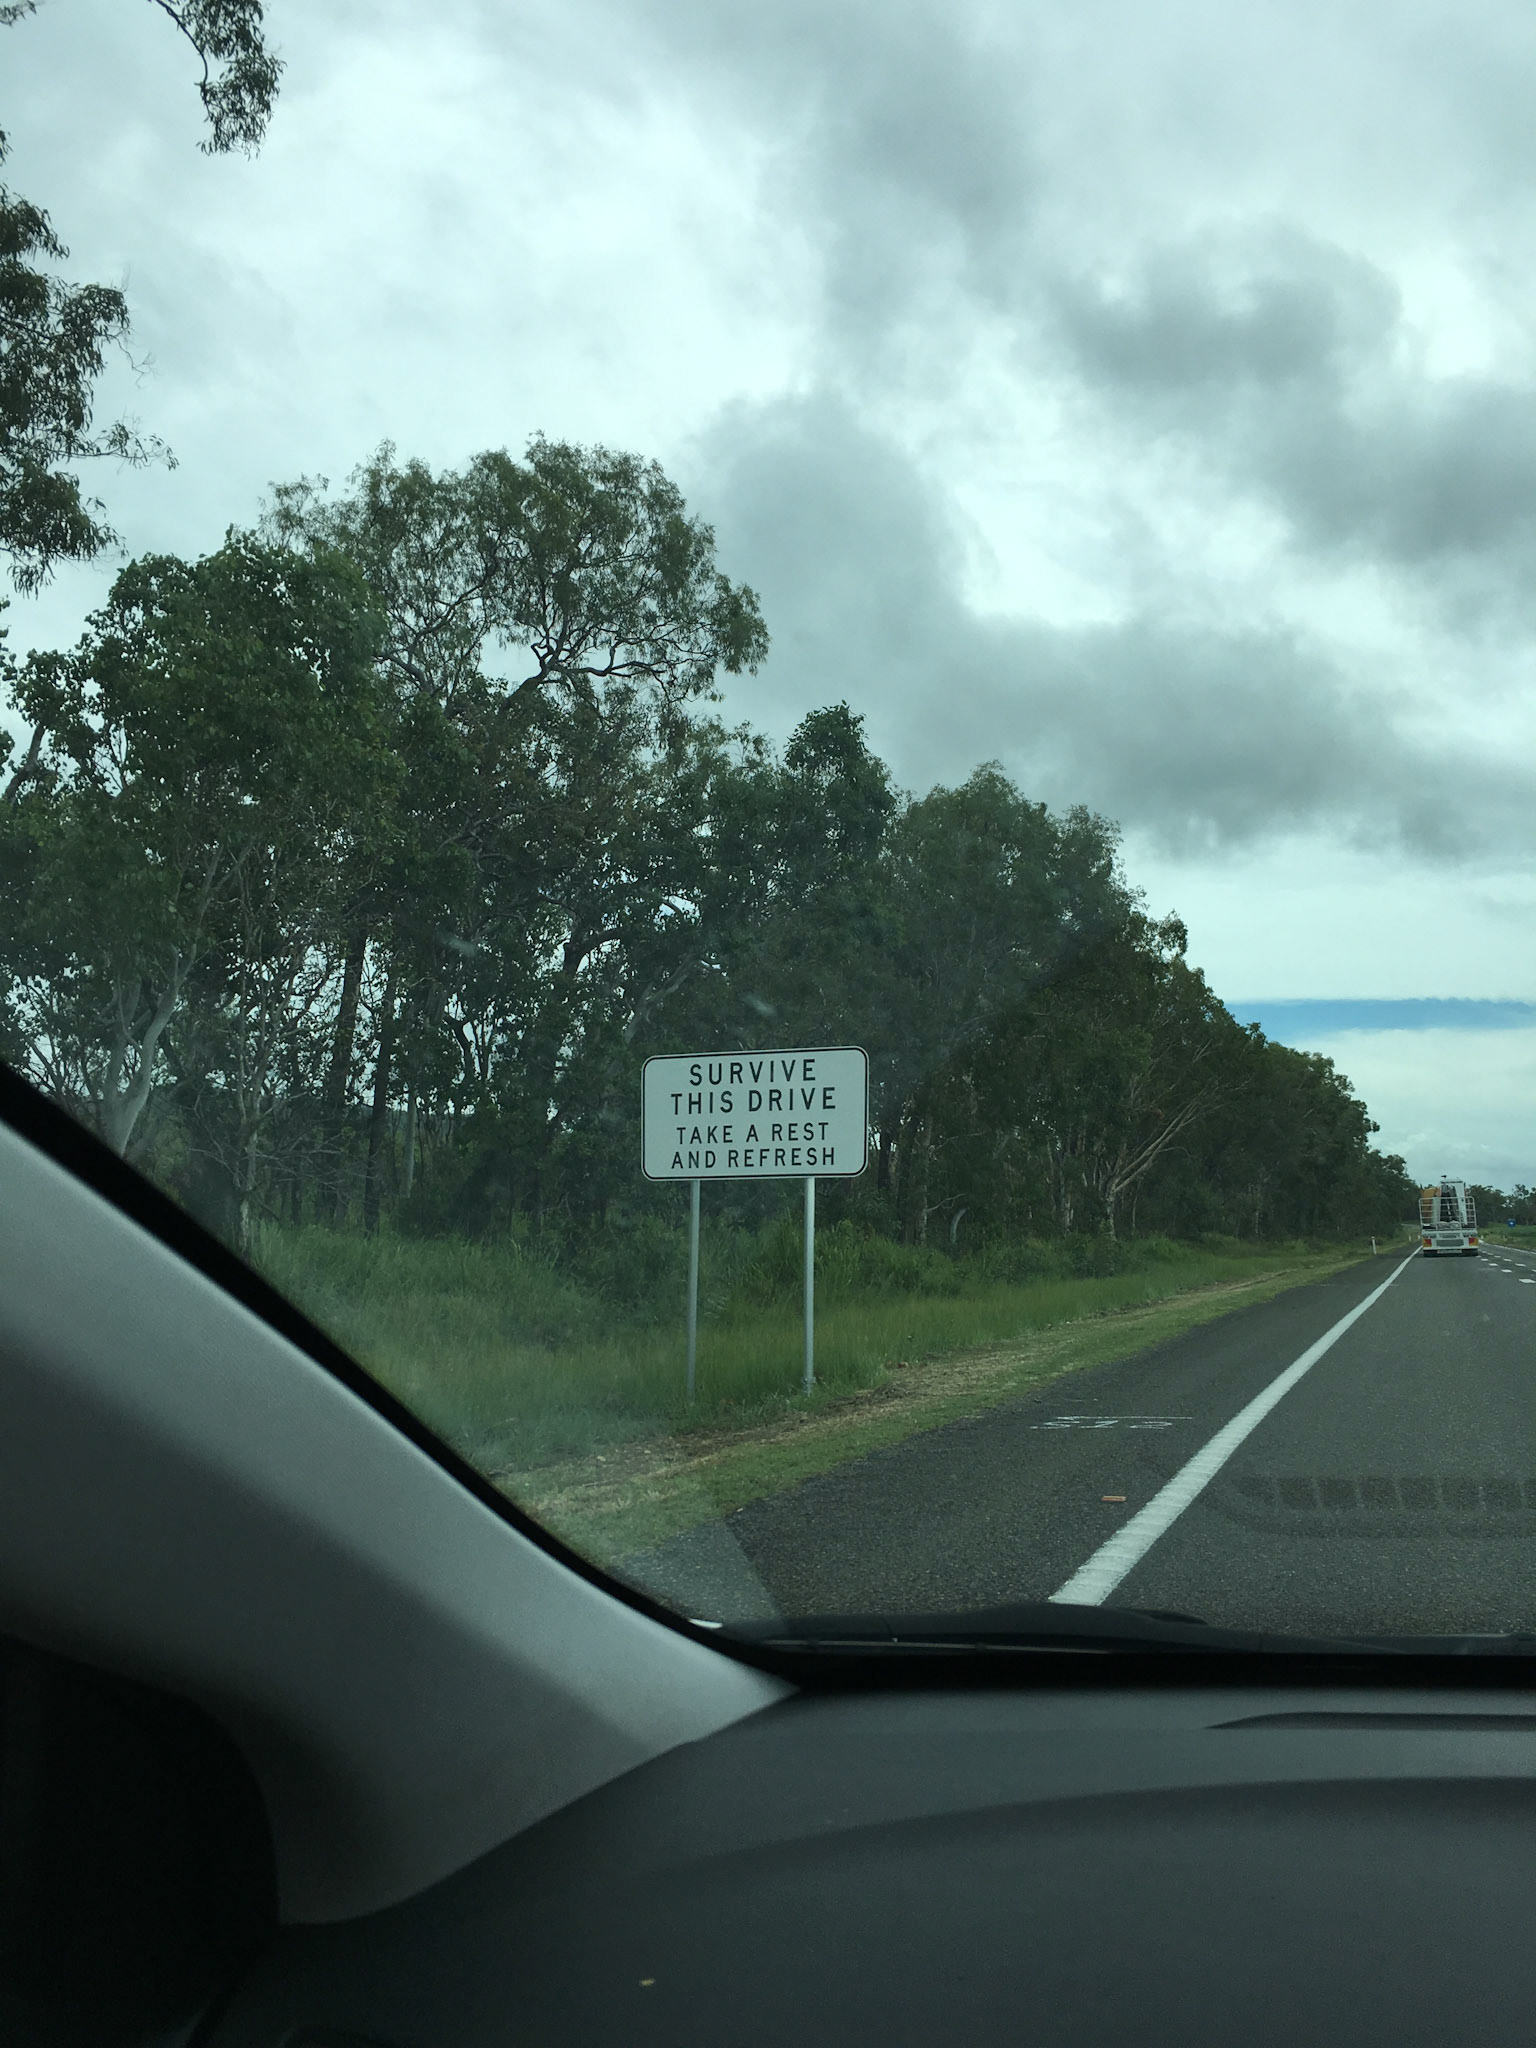 SURVIVE
THIS DRIVE
TAKE A REST
AND REFRESH